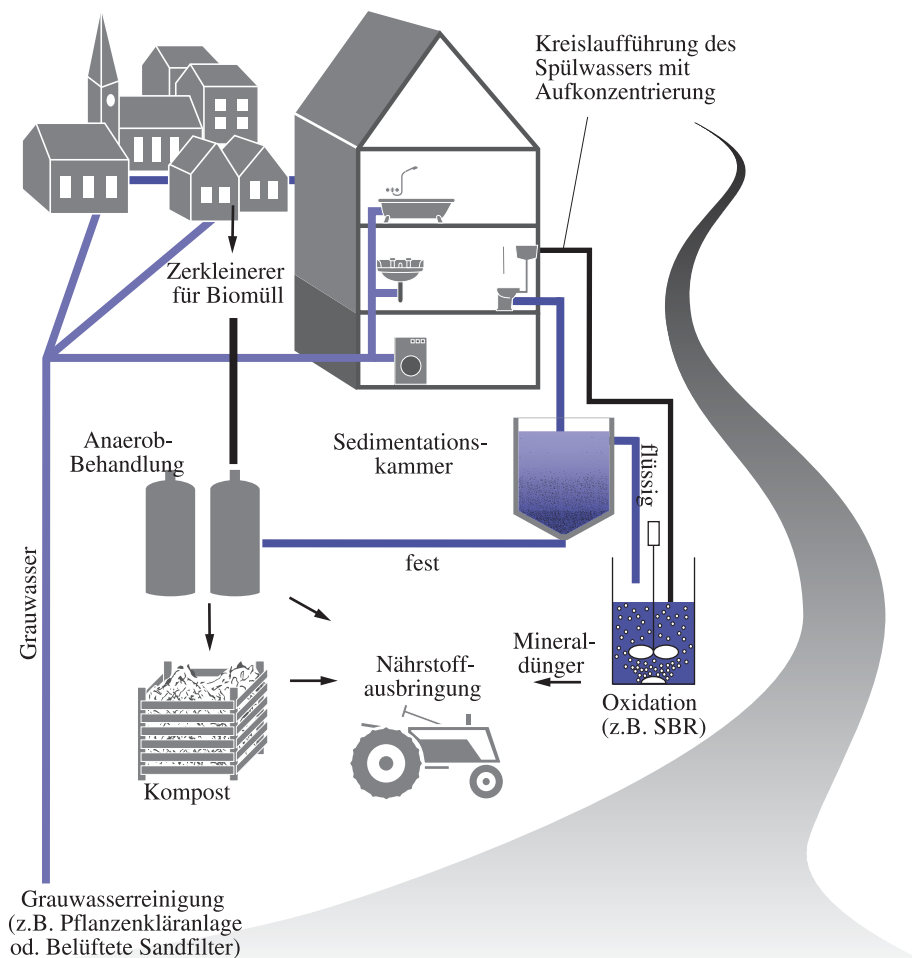 Kreislaufführung des
Spülwassers mit
Aufkonzentrierung
Zerkleinerer
für Biomüll
Anaerob-
Behandlung
Sedimentations-
kammer
flüssig
fest
Grauwasser
Mineral-
dünger
Nährstoff-
ausbringung
Oxidation
(z.B. SBR)
Kompost
Grauwasserreinigung
(z.B. Pflanzenkläranlage
od. Belüftete Sandfilter)